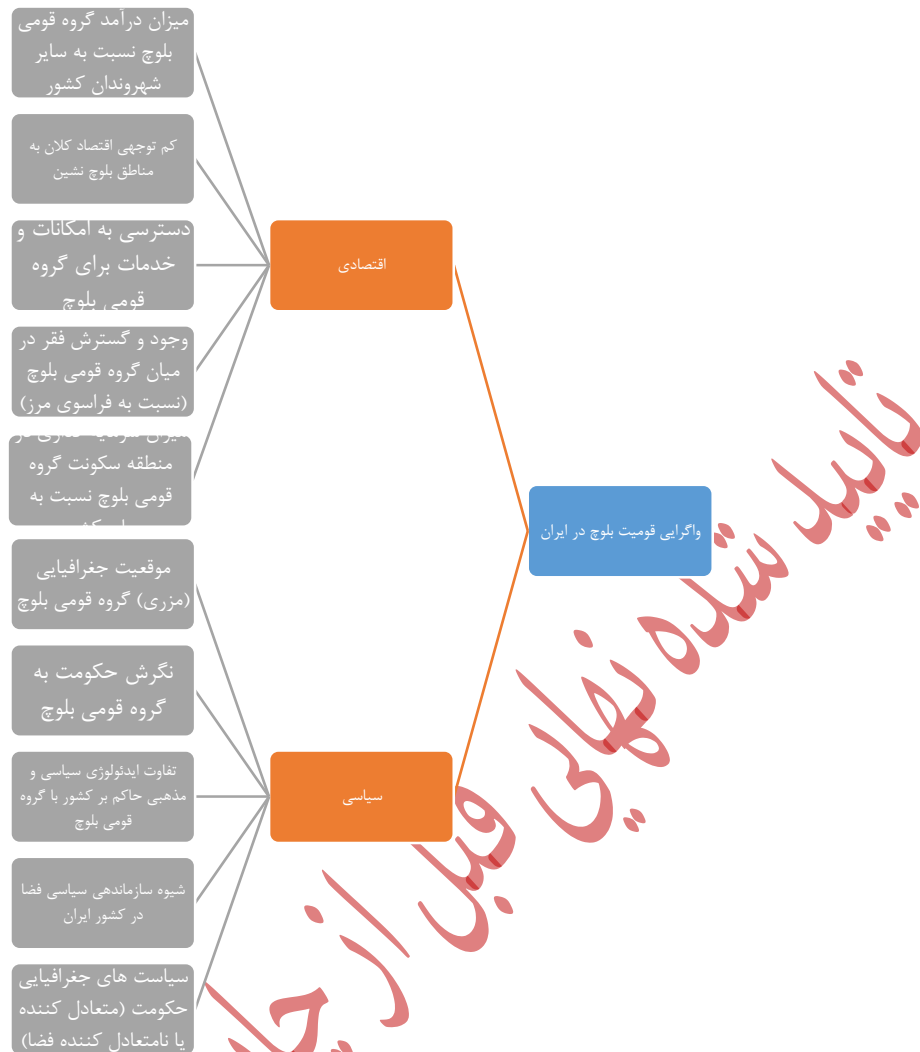 واگرایی قومیت بلوچ در ایران
اقتصادی
میزان درآمد گروه قومی
بلوچ نسبت به سایر
شهروندان کشور
کم توجهی اقتصاد کلان به
مناطق بلوچ نشین
دسترسی به امکانات و
خدمات برای گروه
قومی بلوچ
وجود و گسترش فقر در
میان گروه قومی بلوچ
(نسبت به فراسوی مرز)
منطقه سکونت گروه
قومی بلوچ نسبت به
سیاسی
موقعیت جغرافیایی
(مزری) گروه قومی بلوچ
نگرش حکومت به
گروه قومی بلوچ
تفاوت ایدئولوژی سیاسی و
مذهبی حاکم بر کشور با گروه
قومی بلوچ
شیوه سازماندهی سیاسی فضا
در کشور ایران
سیاست های جغرافیایی
حکومت (متعادل کننده
یا نامتعادل کننده فضا)
تایید شده نهایی قبل از